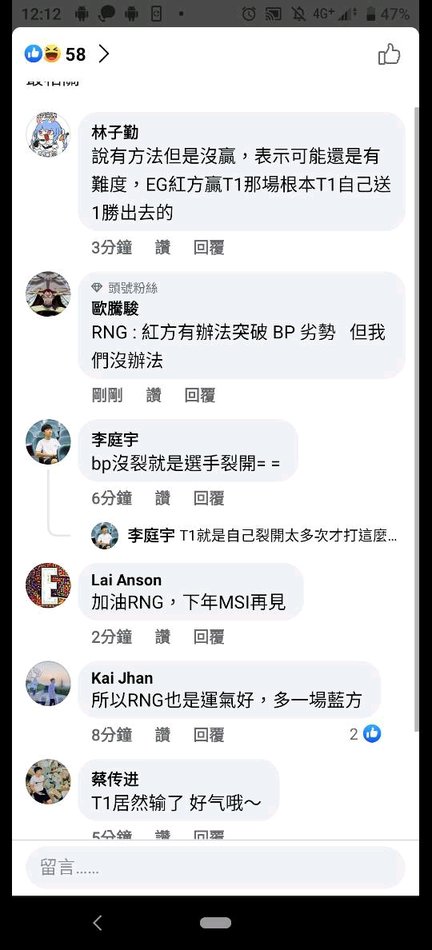 12:12
4G+
47%
58
最相關
林子勤
說有方法但是沒贏，表示可能還是有
難度，EG紅方贏T1那場根本T1自己送
1勝出去的
3分鐘 讚 回覆
頭號粉絲
歐騰駿
RNG : 紅方有辦法突破 BP 劣勢 但我
們沒辦法
剛剛 讚 回覆
李庭宇
bp沒裂就是選手裂開= =
6分鐘 讚 回覆
李庭宇 T1就是自己裂開太多次才打這麼...
Lai Anson
加油RNG，下年MSI再見
2分鐘 讚 回覆
Kai Jhan
所以RNG也是運氣好，多一場藍方
8分鐘 讚 回覆 2
蔡传进
T1居然输了 好气哦～
5分鐘 讚 回覆
留言......